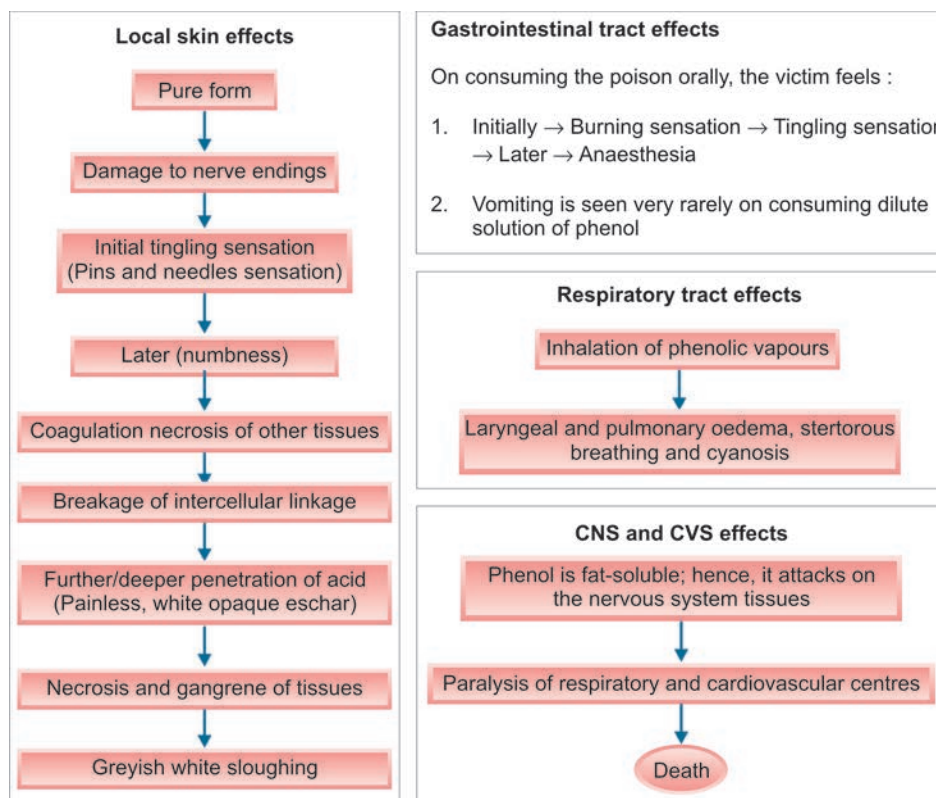 Local skin effects
Pure form
Damage to nerve endings
Initial tingling sensation
(Pins and needles sensation)
Later (numbness)
Coagulation necrosis of other tissues
Breakage of intercellular linkage
Further/deeper penetration of acid
(Painless, white opaque eschar)
Necrosis and gangrene of tissues
Greyish white sloughing
Gastrointestinal tract effects
On consuming the poison orally, the victim feels :
1. Initially → Burning sensation → Tingling sensation
→ Later → Anaesthesia
2. Vomiting is seen very rarely on consuming dilute
solution of phenol
Respiratory tract effects
Inhalation of phenolic vapours
Laryngeal and pulmonary oedema, stertorous
breathing and cyanosis
CNS and CVS effects
Phenol is fat-soluble; hence, it attacks on
the nervous system tissues
Paralysis of respiratory and cardiovascular centres
Death